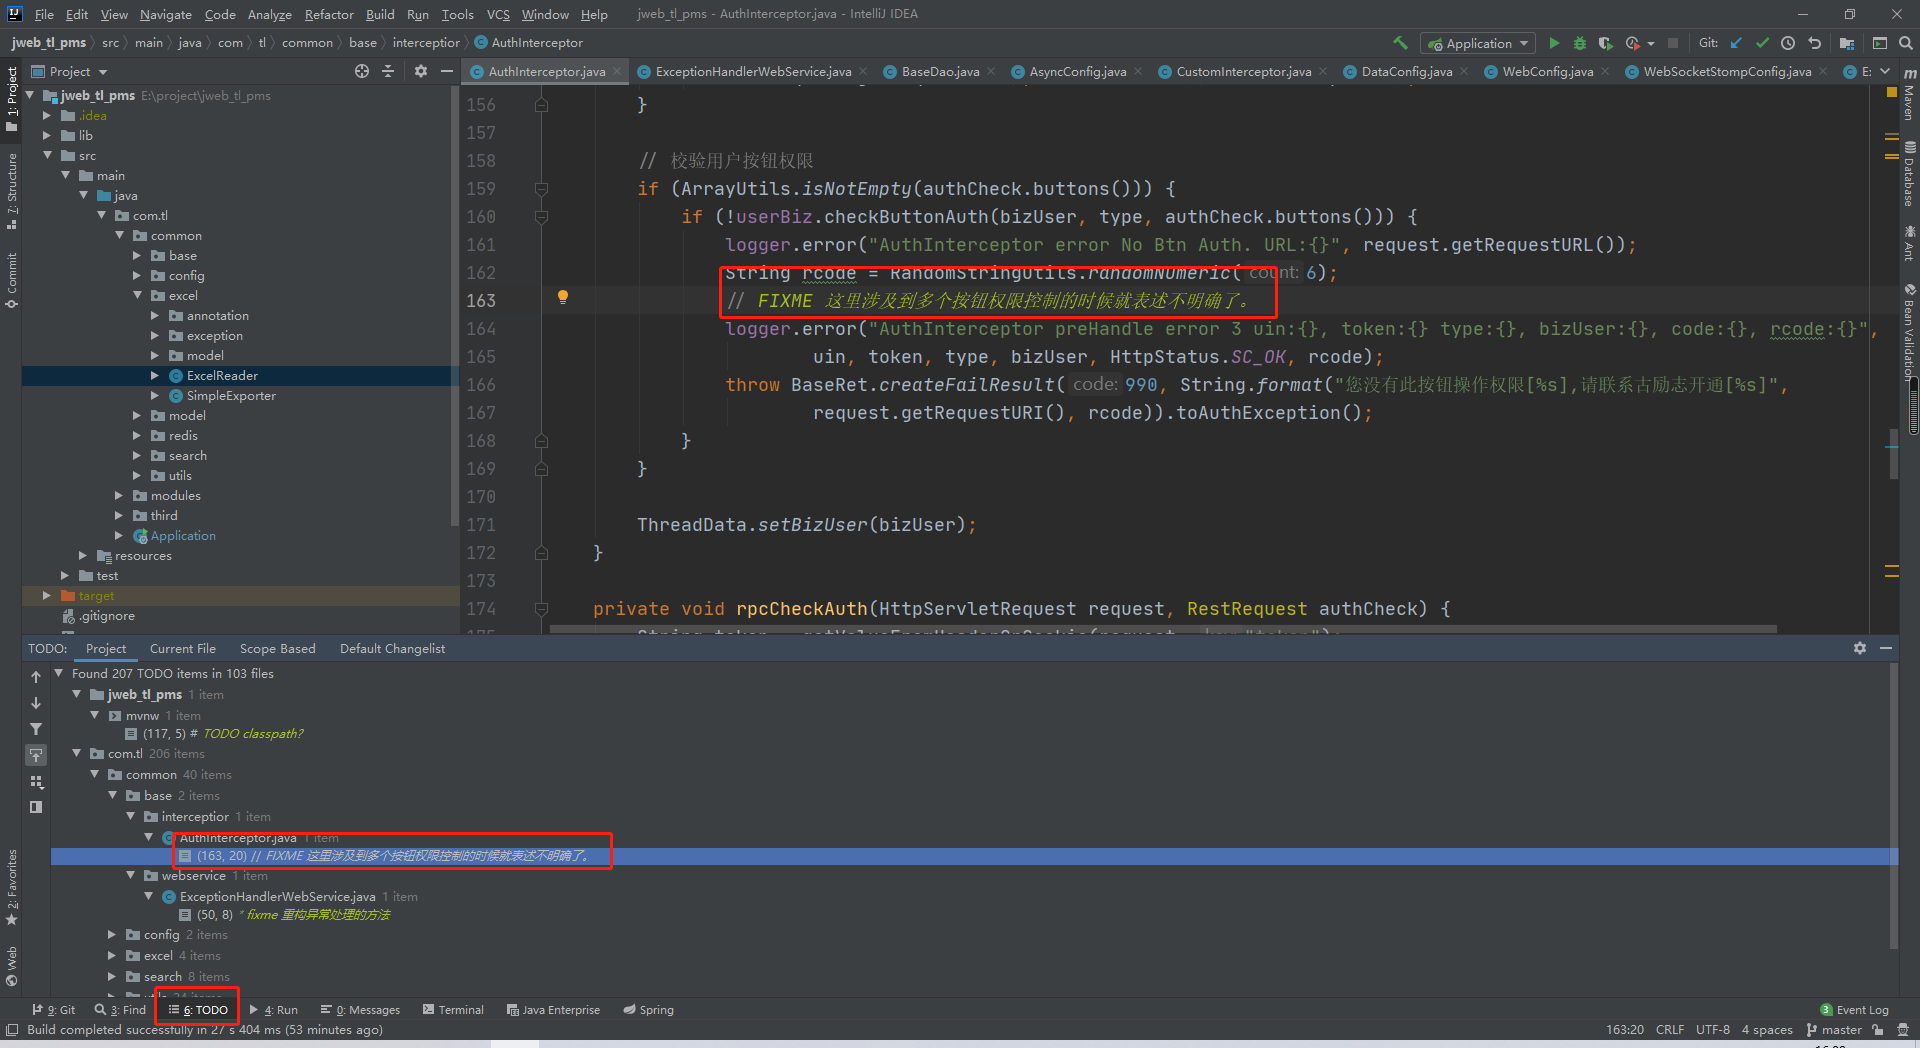 File Edit View Navigate Code Analyze Refactor Build Run Tools VCS Window Help jweb_tl_pms - AuthInterceptor.java - IntelliJ IDEA
jweb_tl_pms src main java com tl common base interceptior AuthInterceptor Application Git:
Project AuthInterceptor.java ExceptionHandlerWebService.java BaseDao.java AsyncConfig.java CustomInterceptor.java DataConfig.java WebConfig.java WebSocketStompConfig.java E:
1: Project
7: Structure
Commit
2: Favorites
Web
jweb_tl_pms E:\project\jweb_tl_pms
.idea
lib
src
main
java
com.tl
common
base
config
excel
annotation
exception
model
ExcelReader
SimpleExporter
model
redis
search
utils
modules
third
Application
resources
test
target
.gitignore
156 }
157
158 // 校验用户按钮权限
159 if (ArrayUtils.isNotEmpty(authCheck.buttons())) {
160 if (!userBiz.checkButtonAuth(bizUser, type, authCheck.buttons())) {
161 logger.error("AuthInterceptor error No Btn Auth. URL:{}", request.getRequestURL());
162 String rcode = RandomStringUtils.randomNumeric( count: 6);
163 // FIXME 这里涉及到多个按钮权限控制的时候就表述不明确了。
164 logger.error("AuthInterceptor preHandle error 3 uin:{}, token:{} type:{}, bizUser:{}, code:{}, rcode:{}",
165 uin, token, type, bizUser, HttpStatus.SC_OK, rcode);
166 throw BaseRet.createFailResult( code: 990, String.format("您没有此按钮操作权限[%s],请联系古励志开通[%s]",
167 request.getRequestURI(), rcode)).toAuthException();
168 }
169 }
170
171 ThreadData.setBizUser(bizUser);
172 }
173
174 private void rpcCheckAuth(HttpServletRequest request, RestRequest authCheck) {
Maven
Database
Ant
Bean Validation
TODO: Project Current File Scope Based Default Changelist
Found 207 TODO items in 103 files
jweb_tl_pms 1 item
mvnw 1 item
(117, 5) # TODO classpath?
com.tl 206 items
common 40 items
base 2 items
interceptior 1 item
AuthInterceptor.java 1 item
(163, 20) // FIXME 这里涉及到多个按钮权限控制的时候就表述不明确了。
webservice 1 item
ExceptionHandlerWebService.java 1 item
(50, 8) * fixme 重构异常处理的方法
config 2 items
excel 4 items
search 8 items
9: Git 3: Find 6: TODO 4: Run 0: Messages Terminal Java Enterprise Spring 3 Event Log
Build completed successfully in 27 s 404 ms (53 minutes ago) 163:20 CRLF UTF-8 4 spaces master